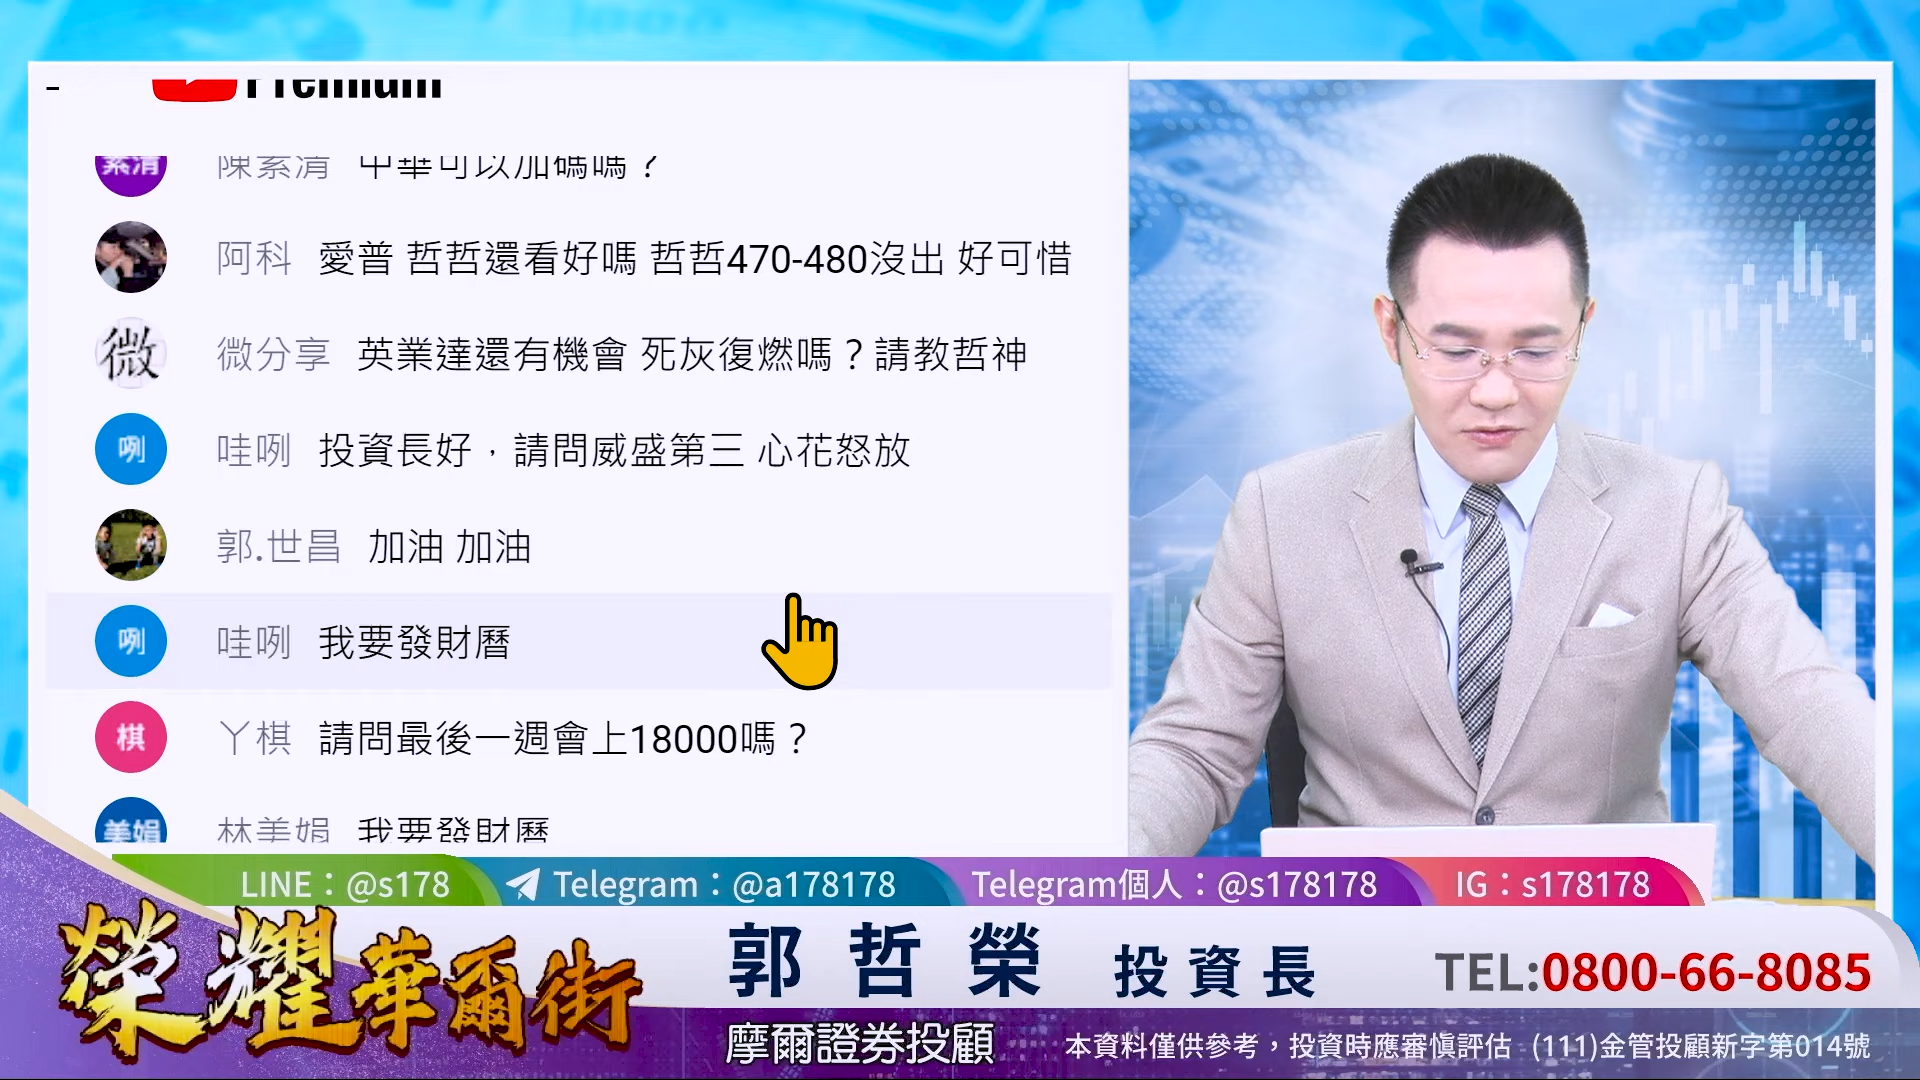 Premium
素清 陳素清 中華可以加碼嗎？
阿科 愛普 哲哲還看好嗎 哲哲470-480沒出 好可惜
微 微分享 英業達還有機會 死灰復燃嗎？請教哲神
咧 哇咧 投資長好，請問威盛第三 心花怒放
郭.世昌 加油 加油
咧 哇咧 我要發財曆
棋 丫棋 請問最後一週會上18000嗎？
美娟 林美娟 我要發財曆
LINE：@s178 Telegram：@a178178 Telegram個人：@s178178 IG：s178178
榮耀華爾街
郭哲榮 投資長 TEL:0800-66-8085
摩爾證券投顧 本資料僅供參考，投資時應審慎評估 (111)金管投顧新字第014號